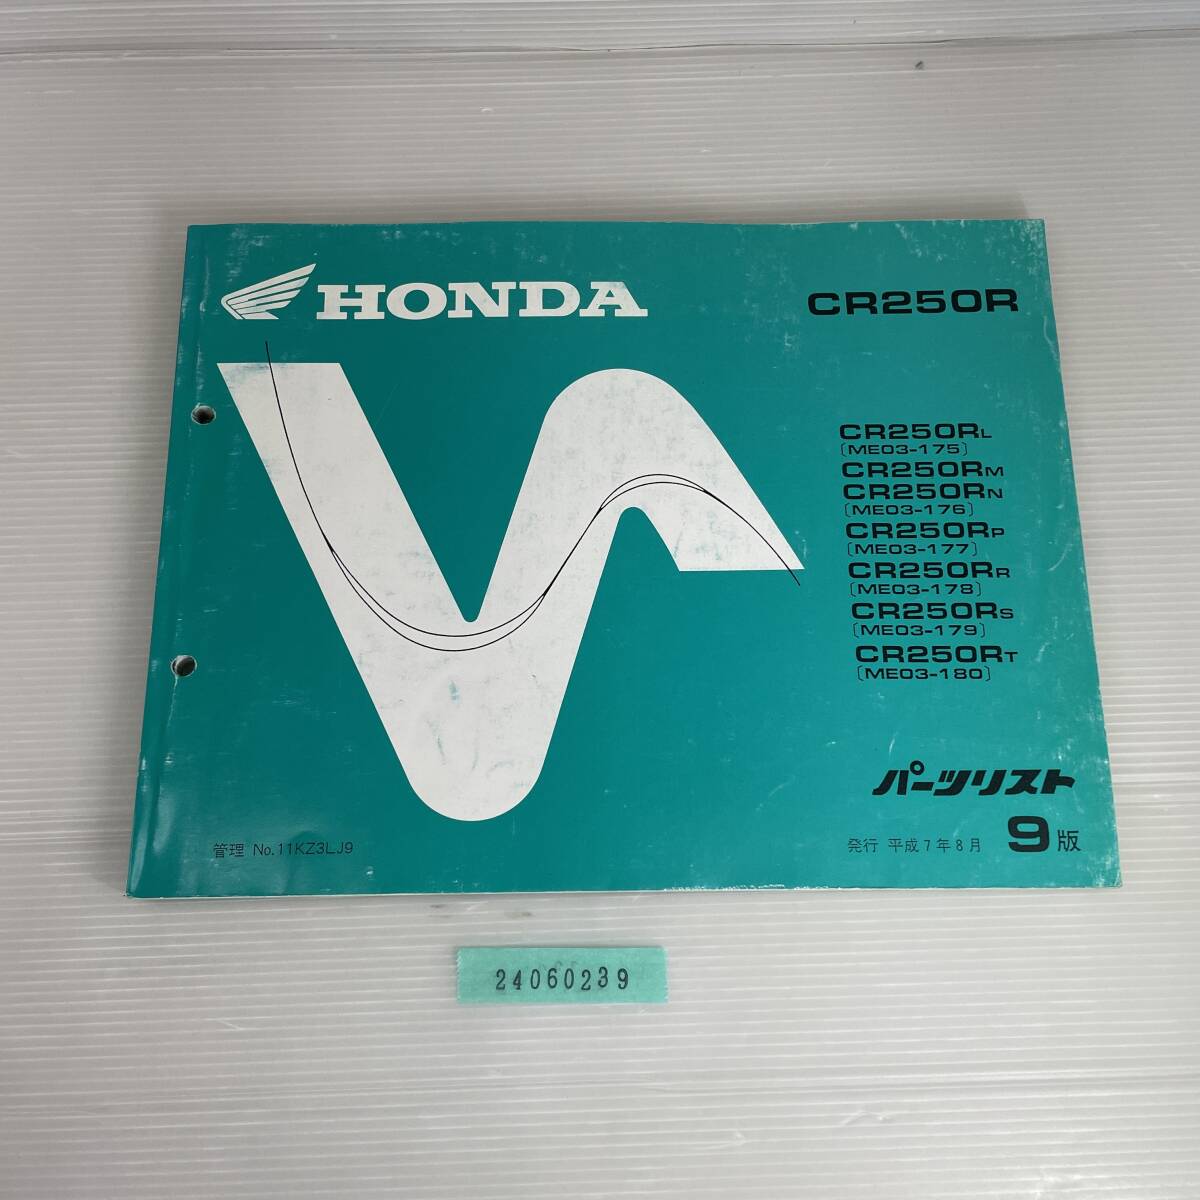 HONDA
CR250R
CR250RL
[ME03-175]
CR250RM
CR250RN
[ME03-176]
CR250RP
[ME03-177]
CR250RR
[ME03-178]
CR250RS
[ME03-179]
CR250RT
[ME03-180]
パーツリスト
管理 No.11KZ3LJ9
発行 平成7年8月 9版
24060239